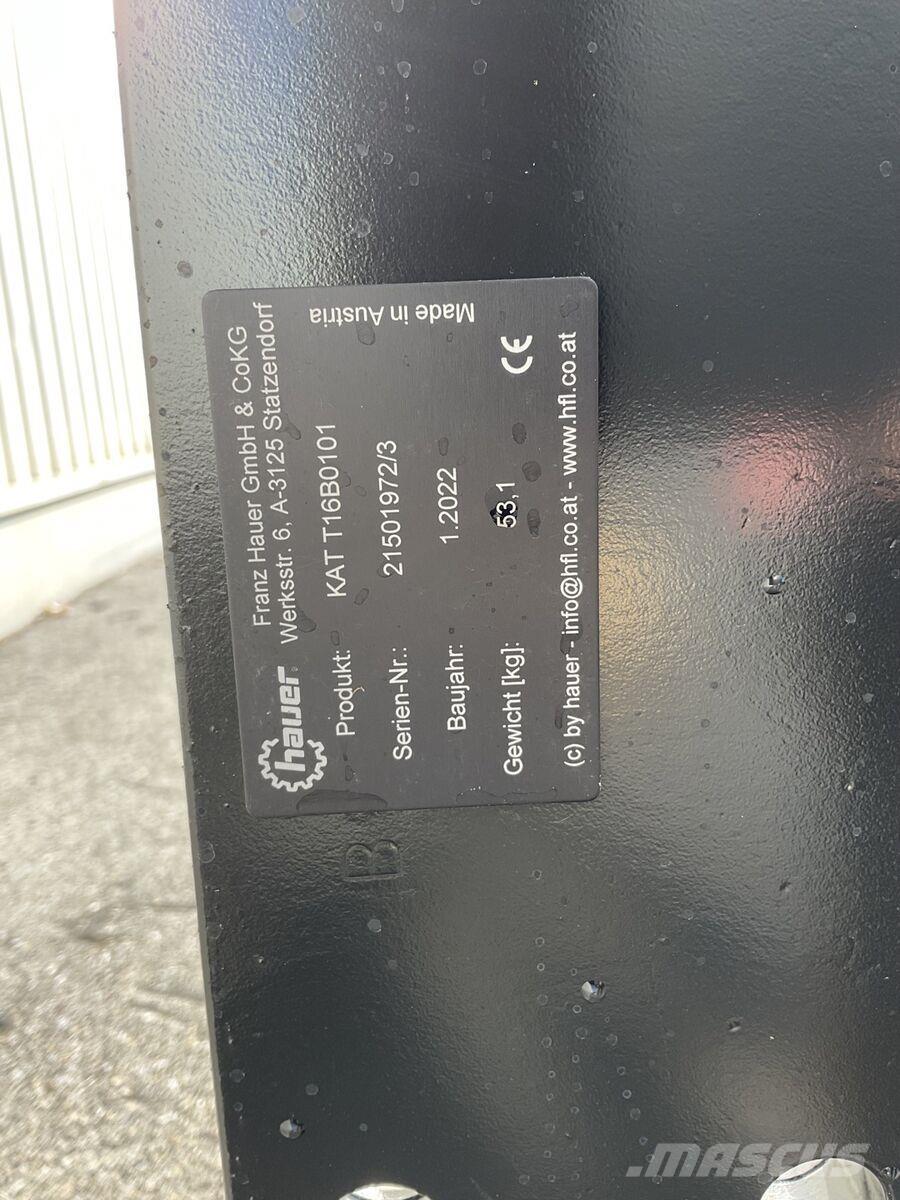 hauer
Franz Hauer GmbH & CoKG
Werksstr. 6, A-3125 Statzendorf
Produkt: KAT T16B0101
Serien-Nr.: 21501972/3
Baujahr: 1.2022
Gewicht [kg]: 53,1
CE
Made in Austria
(c) by hauer - info@hfl.co.at - www.hfl.co.at
B
MASCUS